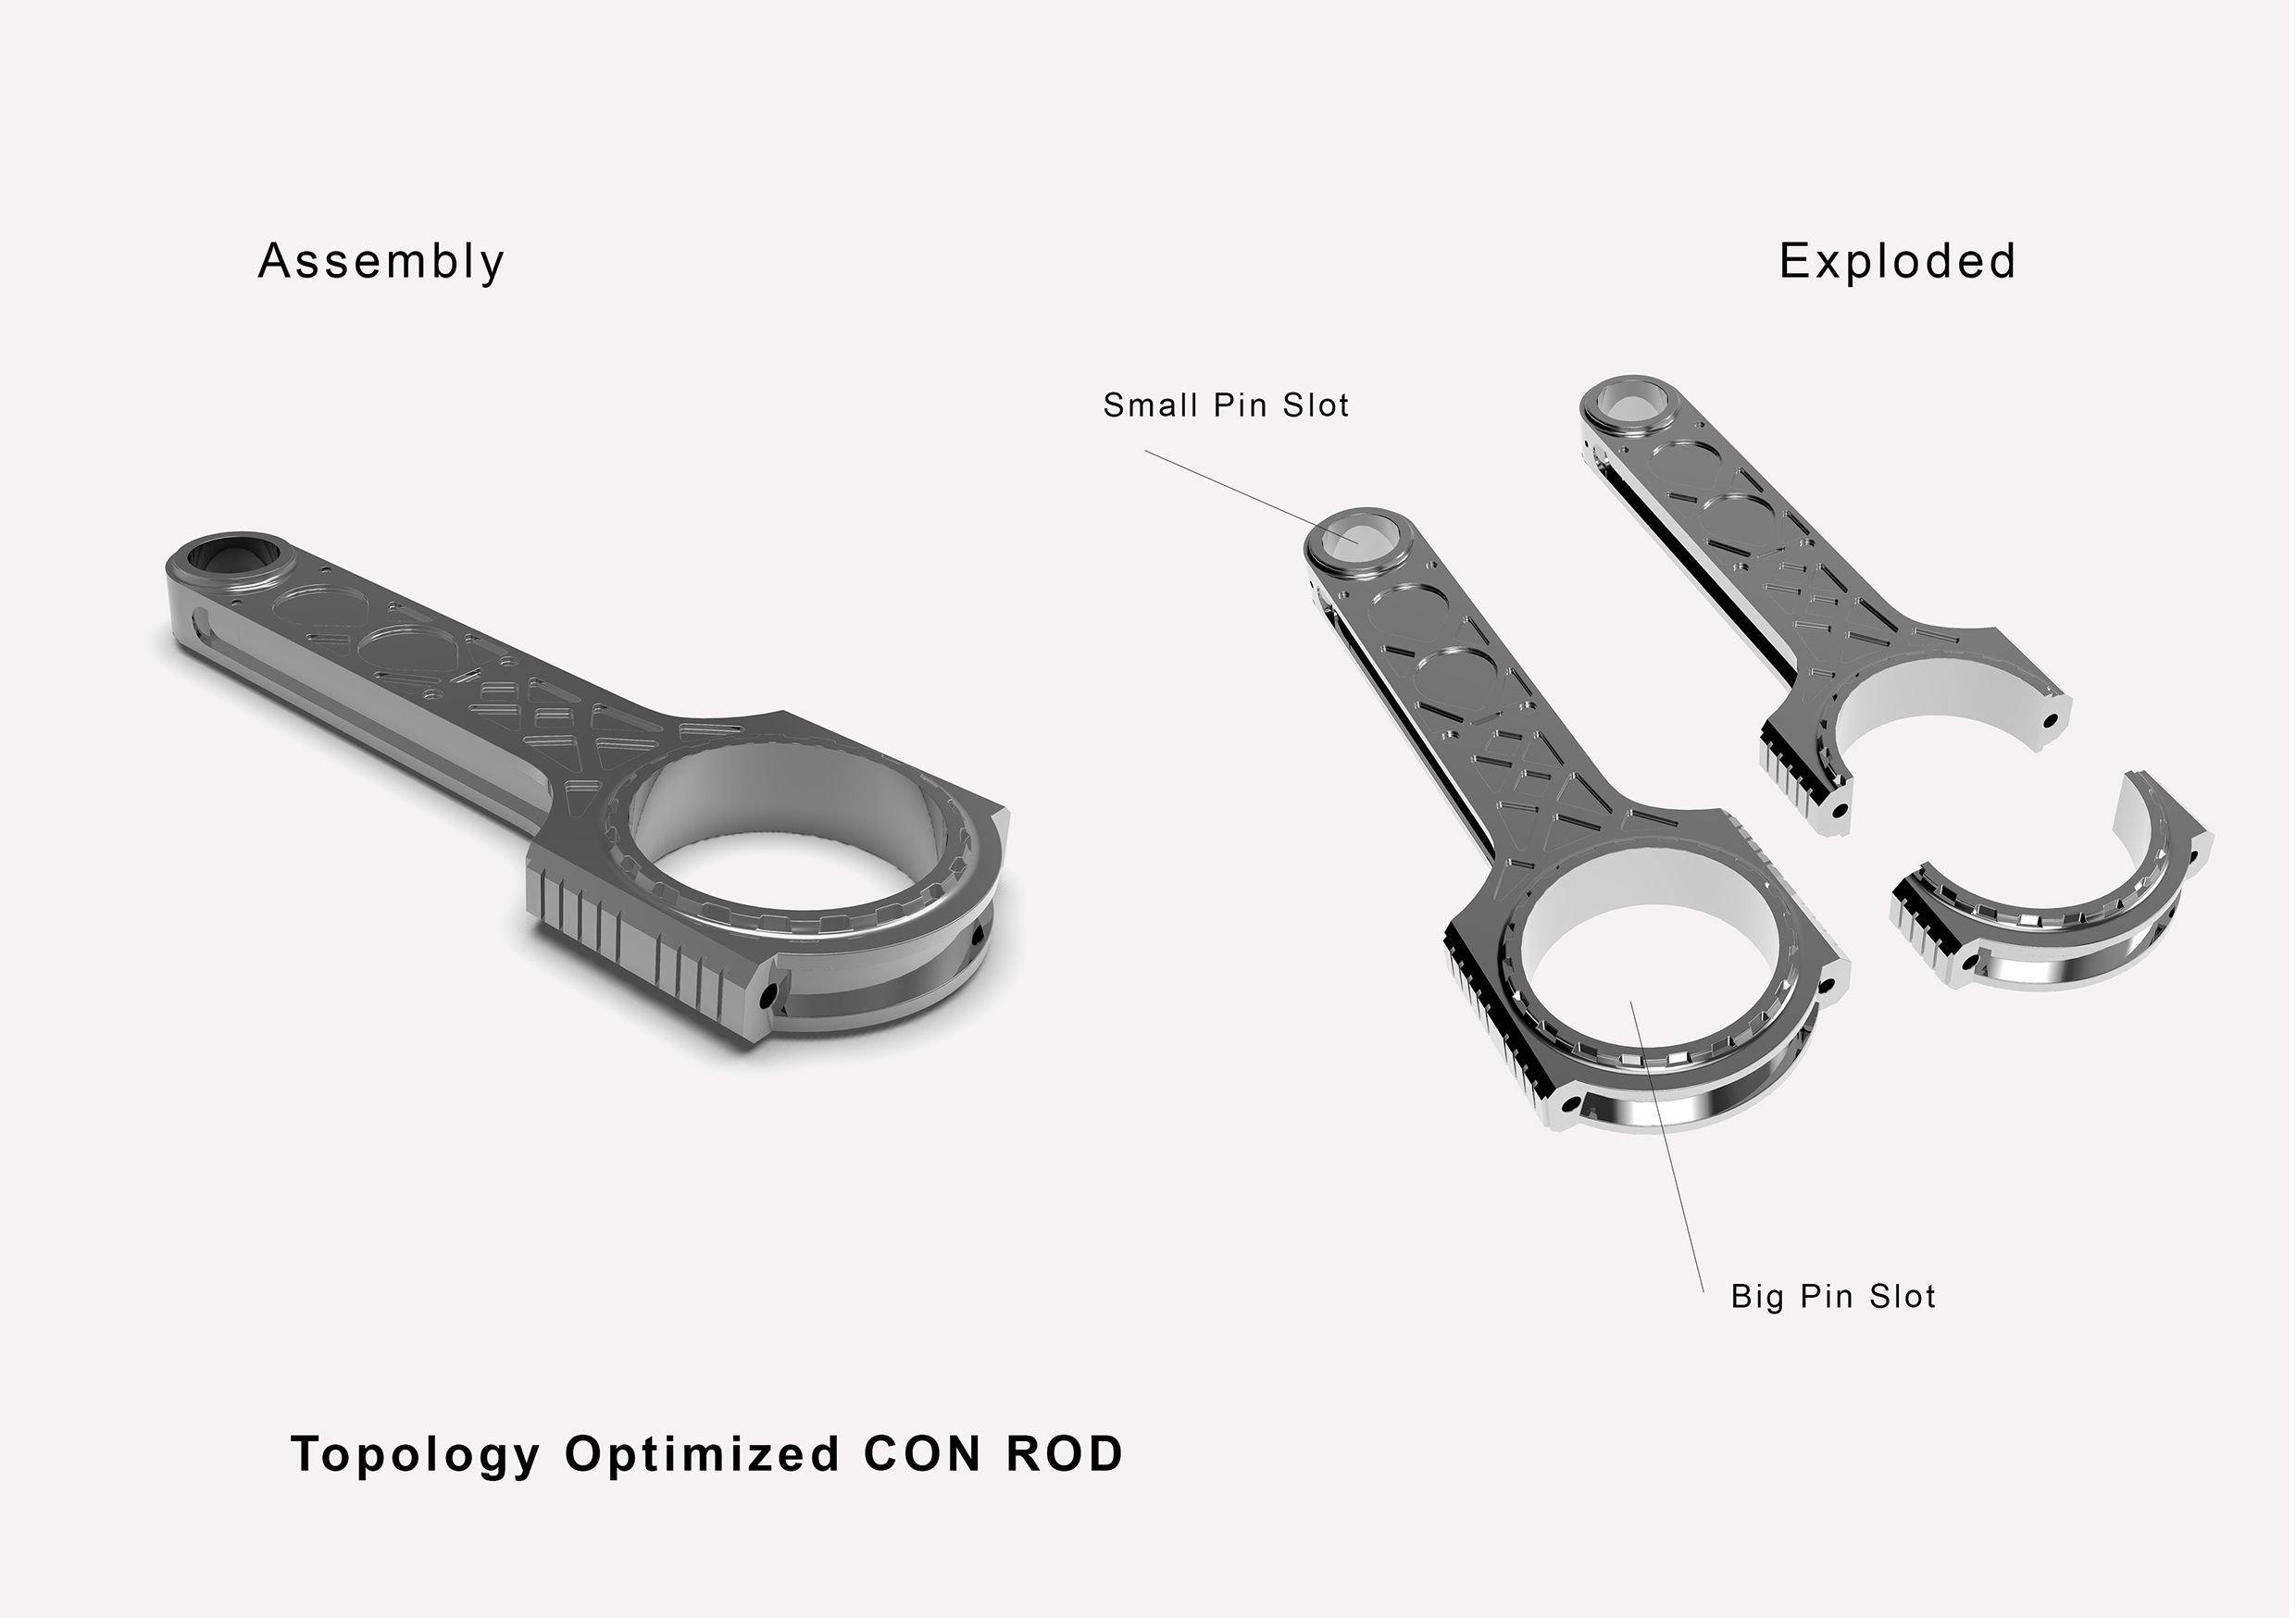 Assembly
Exploded
Small Pin Slot
Big Pin Slot
Topology Optimized CON ROD